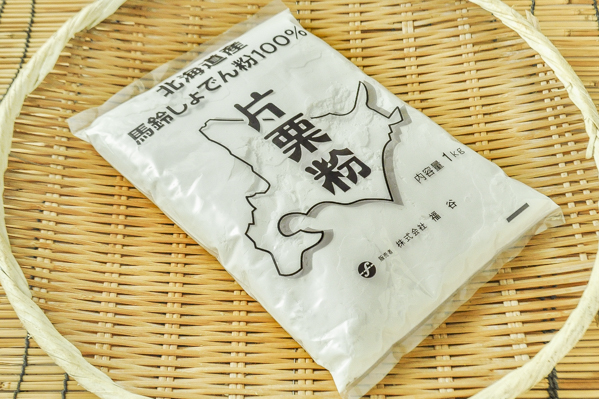 北海道産
馬鈴しょでん粉100%
片栗粉
内容量 1kg
販売者 株式会社 福谷